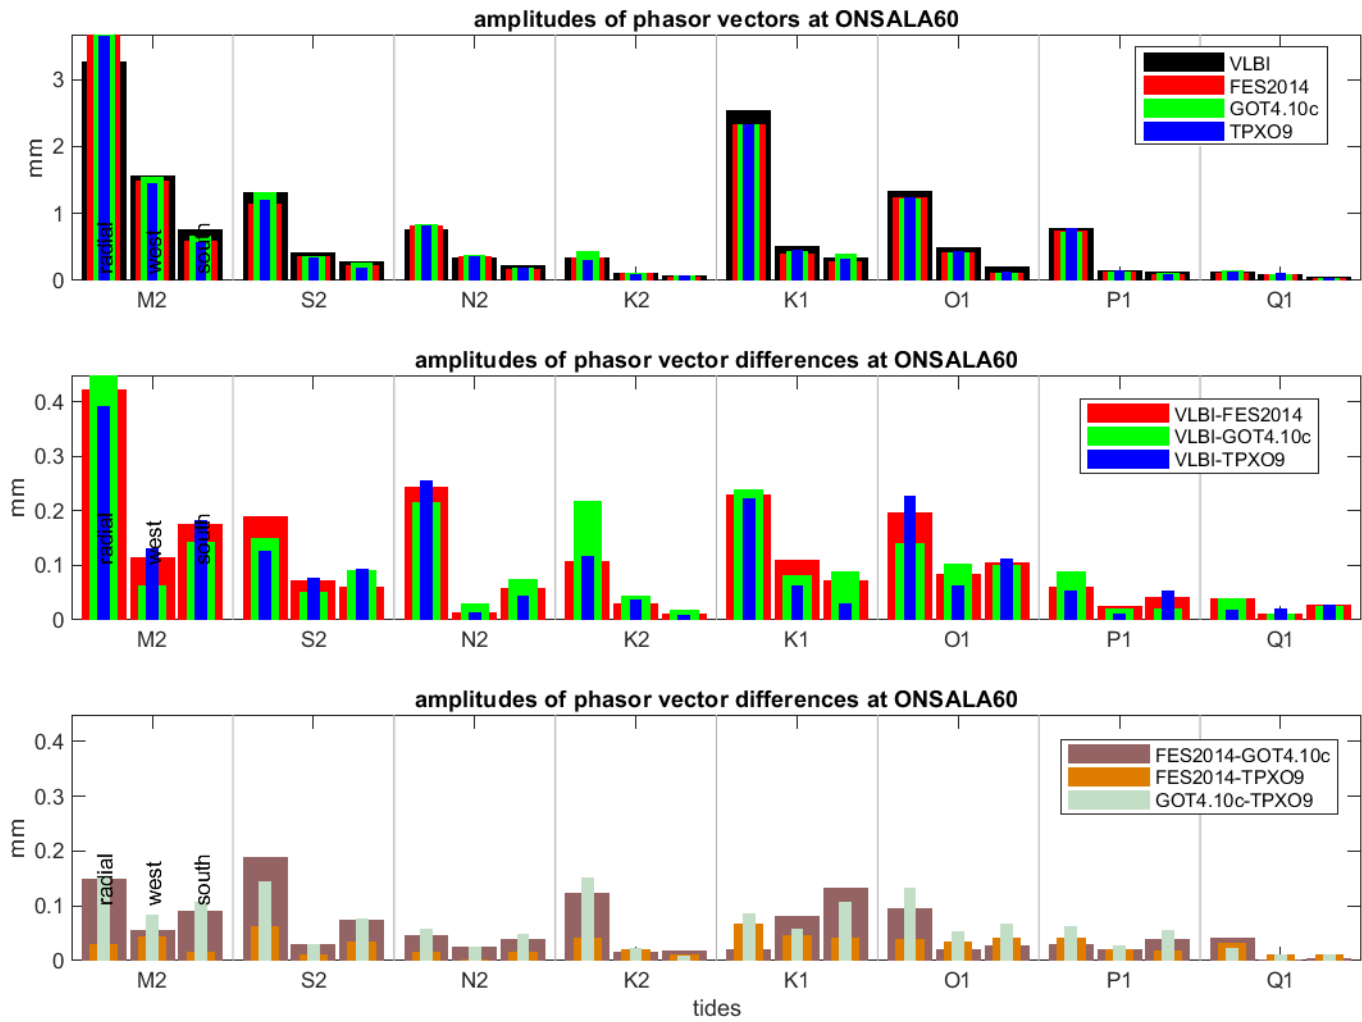 amplitudes of phasor vectors at ONSALA60
3
2
1
0
mm
radial
west
south
VLBI
FES2014
GOT4.10c
TPXO9
M2 S2 N2 K2 K1 O1 P1 Q1
amplitudes of phasor vector differences at ONSALA60
0.4
0.3
0.2
0.1
0
mm
radial
west
south
VLBI-FES2014
VLBI-GOT4.10c
VLBI-TPXO9
M2 S2 N2 K2 K1 O1 P1 Q1
amplitudes of phasor vector differences at ONSALA60
0.4
0.3
0.2
0.1
0
mm
radial
west
south
FES2014-GOT4.10c
FES2014-TPXO9
GOT4.10c-TPXO9
M2 S2 N2 K2 K1 O1 P1 Q1
tides